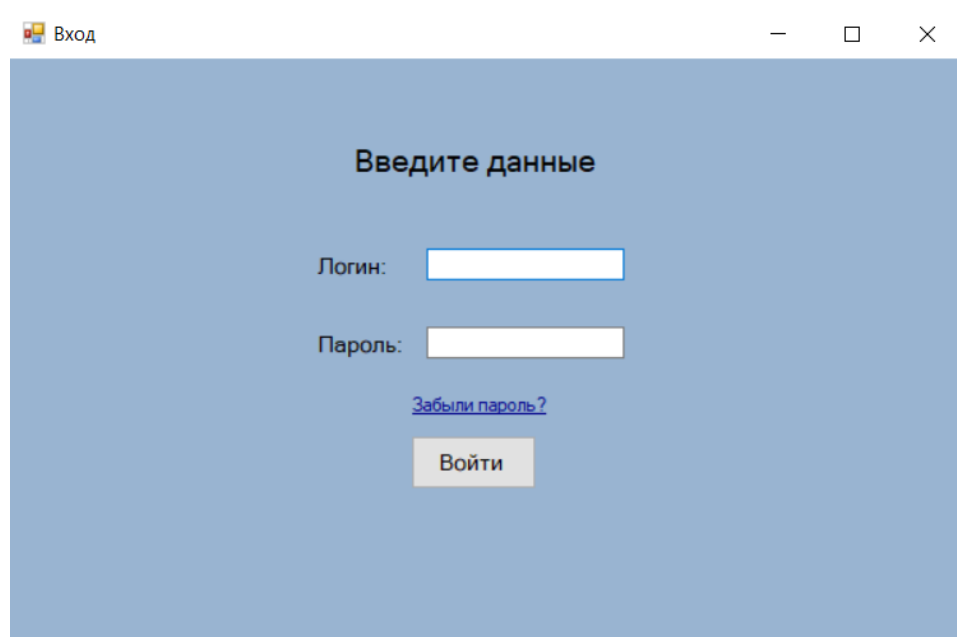 Вход
Введите данные
Логин:
Пароль:
Забыли пароль?
Войти